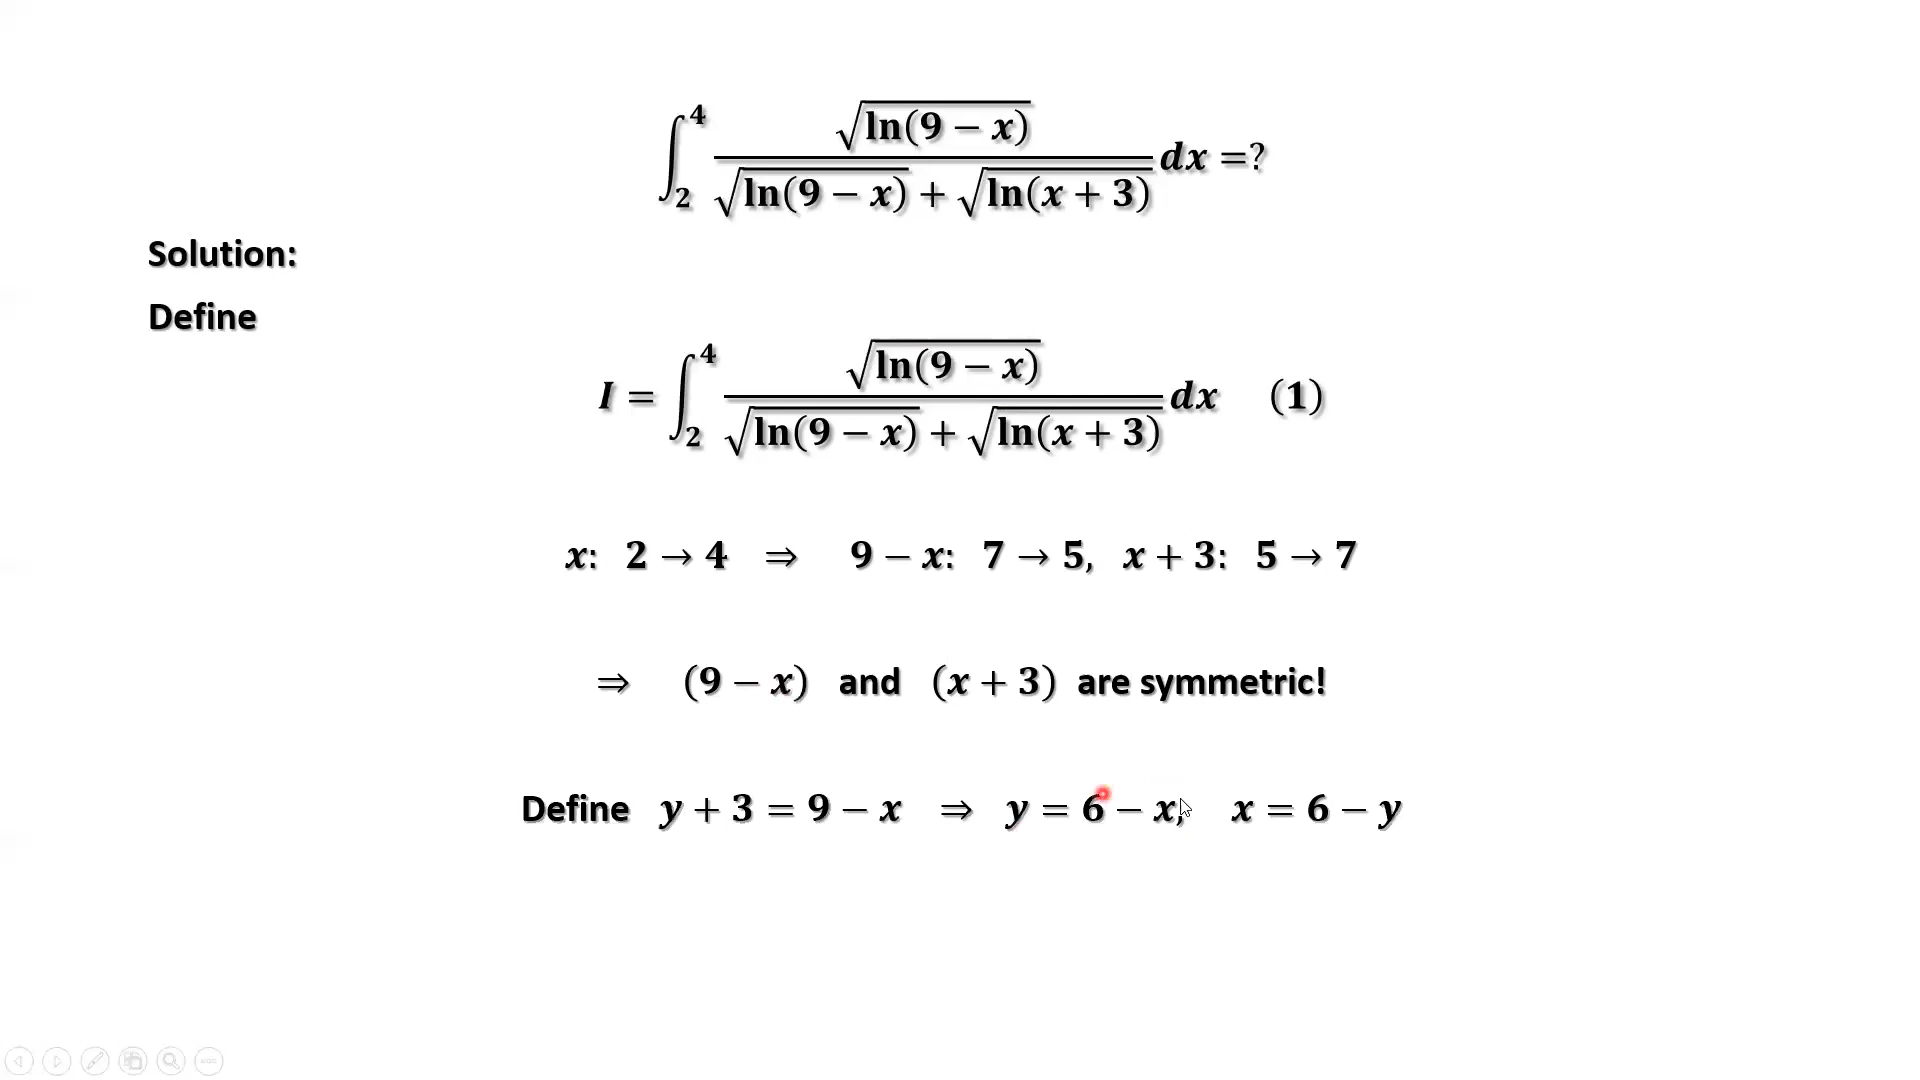 ∫₂⁴ √ln(9 − x) / (√ln(9 − x) + √ln(x + 3)) dx =?
Solution:
Define
I = ∫₂⁴ √ln(9 − x) / (√ln(9 − x) + √ln(x + 3)) dx (1)
x: 2 → 4 ⇒ 9 − x: 7 → 5, x + 3: 5 → 7
⇒ (9 − x) and (x + 3) are symmetric!
Define y + 3 = 9 − x ⇒ y = 6 − x, x = 6 − y